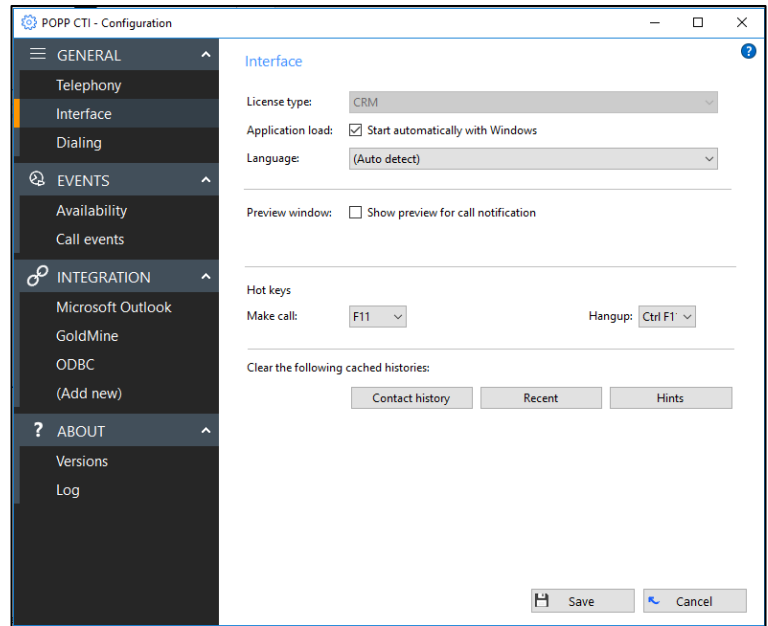 POPP CTI - Configuration
GENERAL
Telephony
Interface
Dialing
EVENTS
Availability
Call events
INTEGRATION
Microsoft Outlook
GoldMine
ODBC
(Add new)
? ABOUT
Versions
Log
?
Interface
License type: CRM
Application load: Start automatically with Windows
Language: (Auto detect)
Preview window: Show preview for call notification
Hot keys
Make call: F11 Hangup: Ctrl F1
Clear the following cached histories:
Contact history Recent Hints
Save Cancel